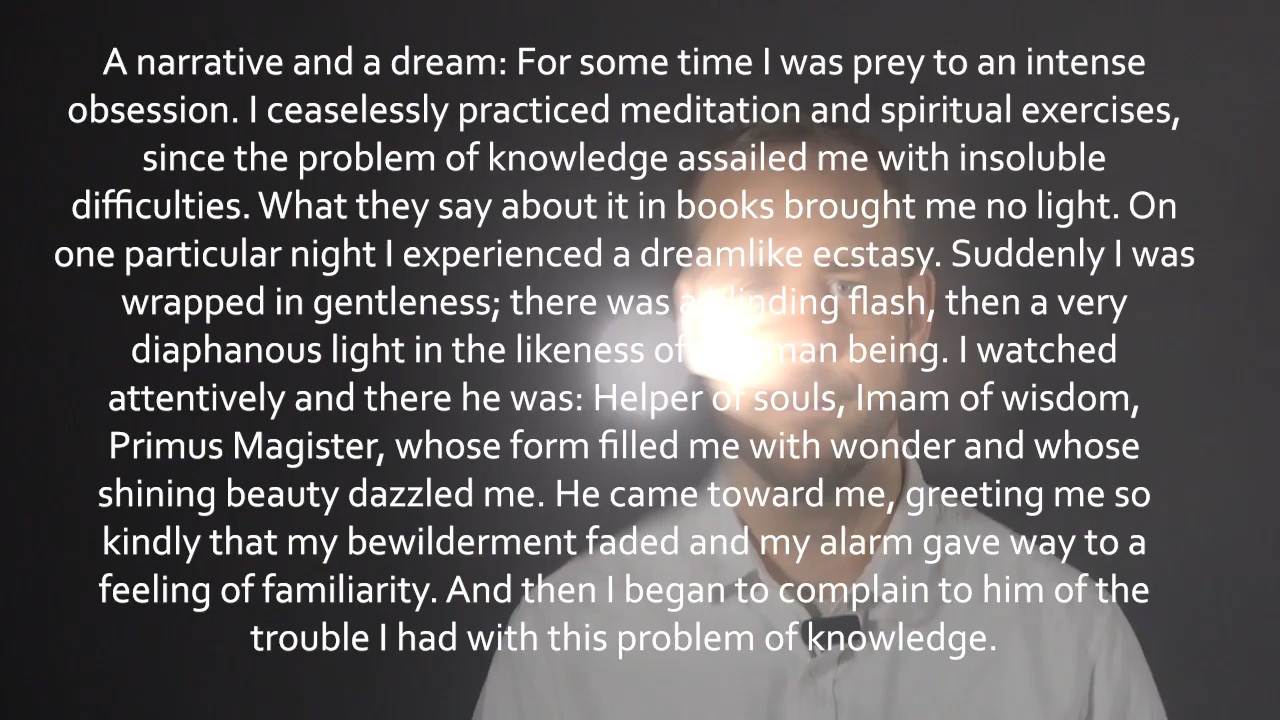 A narrative and a dream: For some time I was prey to an intense
obsession. I ceaselessly practiced meditation and spiritual exercises,
since the problem of knowledge assailed me with insoluble
difficulties. What they say about it in books brought me no light. On
one particular night I experienced a dreamlike ecstasy. Suddenly I was
wrapped in gentleness; there was a blinding flash, then a very
diaphanous light in the likeness of a human being. I watched
attentively and there he was: Helper of souls, Imam of wisdom,
Primus Magister, whose form filled me with wonder and whose
shining beauty dazzled me. He came toward me, greeting me so
kindly that my bewilderment faded and my alarm gave way to a
feeling of familiarity. And then I began to complain to him of the
trouble I had with this problem of knowledge.